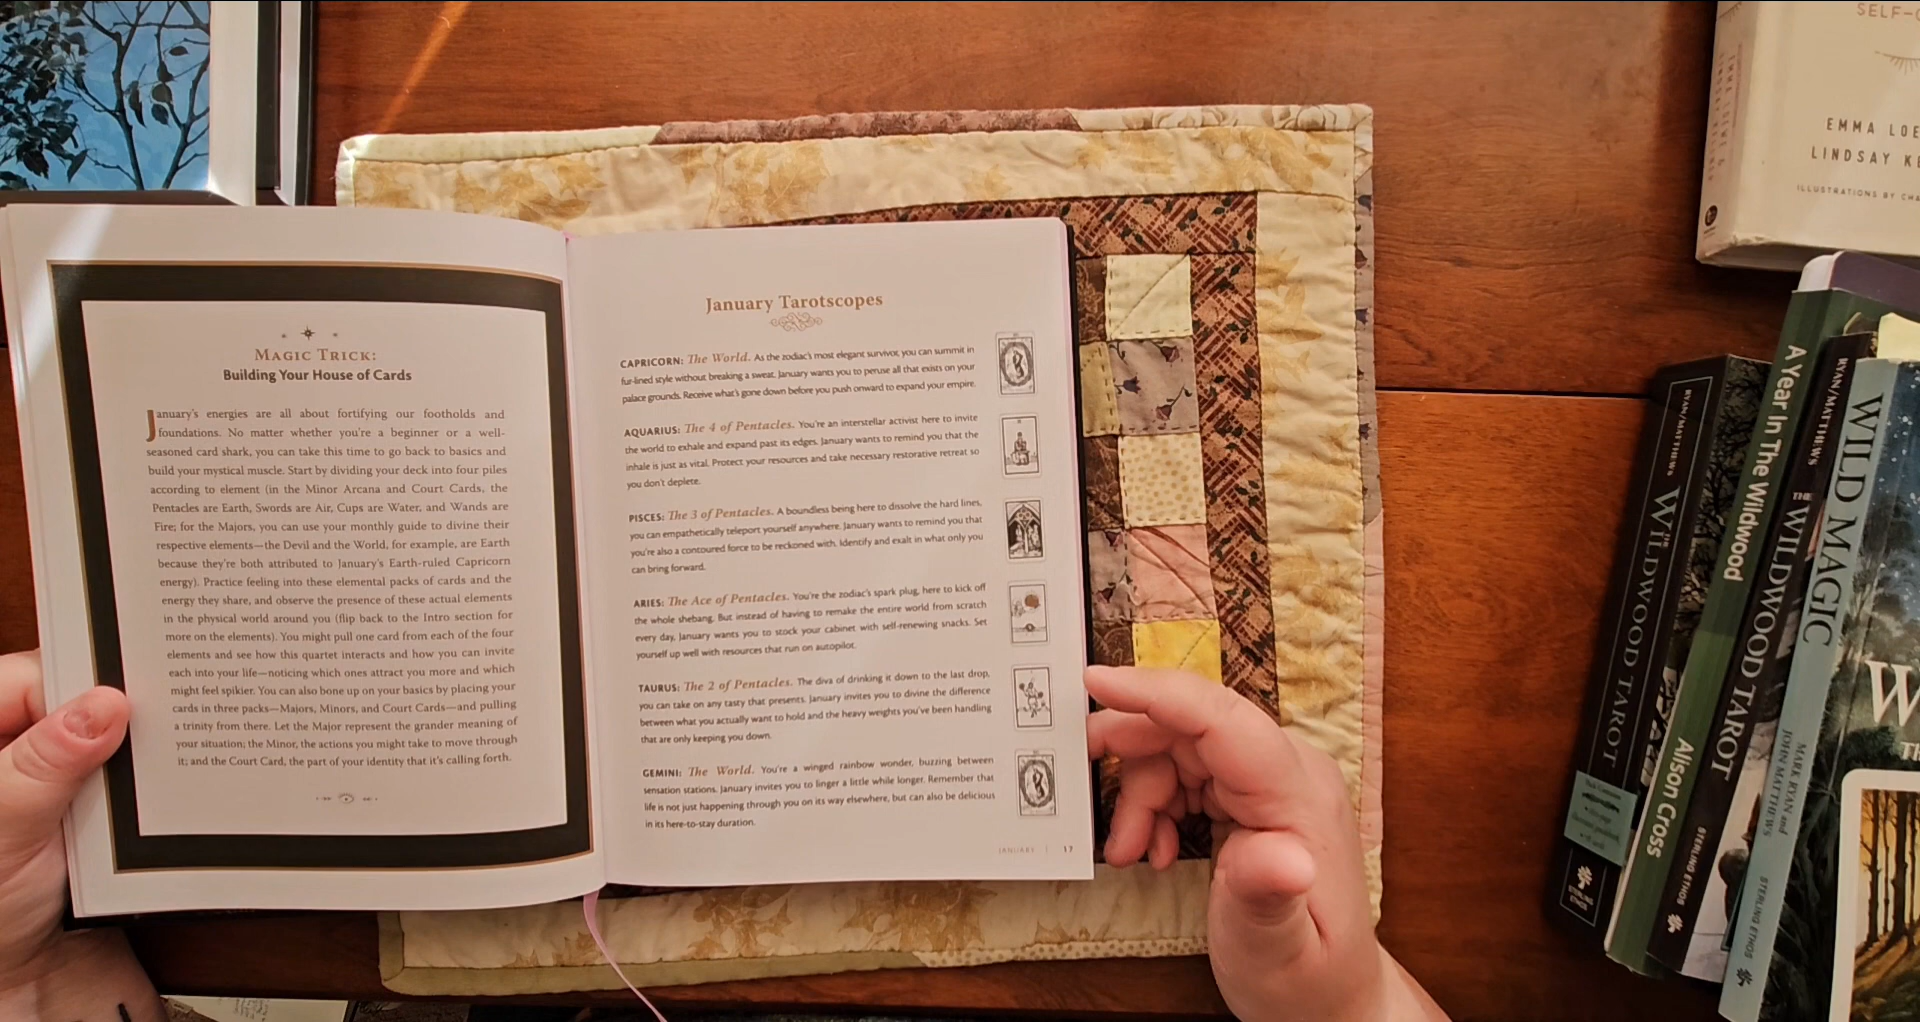 MAGIC TRICK:
Building Your House of Cards
January's energies are all about fortifying our footholds and
foundations. No matter whether you're a beginner or a well-
seasoned card shark, you can take this time to go back to basics and
build your mystical muscle. Start by dividing your deck into four piles
according to element (in the Minor Arcana and Court Cards, the
Pentacles are Earth, Swords are Air, Cups are Water, and Wands are
Fire; for the Majors, you can use your monthly guide to divine their
respective elements—the Devil and the World, for example, are Earth
because they're both attributed to January's Earth-ruled Capricorn
energy). Practice feeling into these elemental packs of cards and the
energy they share, and observe the presence of these actual elements
in the physical world around you (flip back to the Intro section for
more on the elements). You might pull one card from each of the four
elements and see how this quartet interacts and how you can invite
each into your life—noticing which ones attract you more and which
might feel spikier. You can also bone up on your basics by placing your
cards in three packs—Majors, Minors, and Court Cards—and pulling
a trinity from there. Let the Major represent the grander meaning of
your situation; the Minor, the actions you might take to move through
it; and the Court Card, the part of your identity that it's calling forth.
January Tarotscopes
CAPRICORN: The World. As the zodiac's most elegant survivor, you can summit in
fur-lined style without breaking a sweat. January wants you to peruse all that exists on your
palace grounds. Receive what's gone down before you push onward to expand your empire.
AQUARIUS: The 4 of Pentacles. You're an interstellar activist here to invite
the world to exhale and expand past its edges. January wants to remind you that the
inhale is just as vital. Protect your resources and take necessary restorative retreat so
you don't deplete.
PISCES: The 3 of Pentacles. A boundless being here to dissolve the hard lines,
you can empathetically teleport yourself anywhere. January wants to remind you that
you're also a contoured force to be reckoned with. Identify and exalt in what only you
can bring forward.
ARIES: The Ace of Pentacles. You're the zodiac's spark plug, here to kick off
the whole shebang. But instead of having to remake the entire world from scratch
every day, January wants you to stock your cabinet with self-renewing snacks. Set
yourself up well with resources that run on autopilot.
TAURUS: The 2 of Pentacles. The diva of drinking it down to the last drop,
you can take on any tasty that presents. January invites you to divine the difference
between what you actually want to hold and the heavy weights you've been handling
that are only keeping you down.
GEMINI: The World. You're a winged rainbow wonder, buzzing between
sensation stations. January invites you to linger a little while longer. Remember that
life is not just happening through you on its way elsewhere, but can also be delicious
in its here-to-stay duration.
JANUARY | 17
SELF-
EMMA LOE
LINDSAY KE
ILLUSTRATIONS BY CHA
RYAN/MATTHEWS THE WILDWOOD TAROT
STERLING ETHOS
A Year In The Wildwood Alison Cross
RYAN/MATTHEWS THE WILDWOOD TAROT STERLING ETHOS
WILD MAGIC MARK RYAN and JOHN MATTHEWS STERLING ETHOS
W
TH